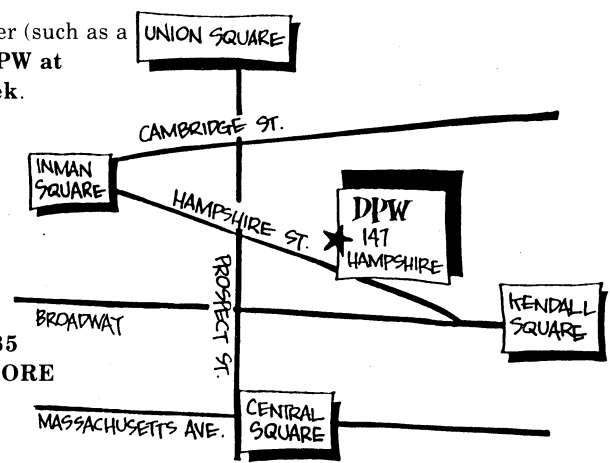 er (such as a
PW at
ek.
UNION SQUARE
CAMBRIDGE ST.
INMAN
SQUARE
HAMPSHIRE ST.
DPW
147
HAMPSHIRE
PROSPECT ST.
KENDALL
SQUARE
BROADWAY
35
ORE
CENTRAL
SQUARE
MASSACHUSETTS AVE.